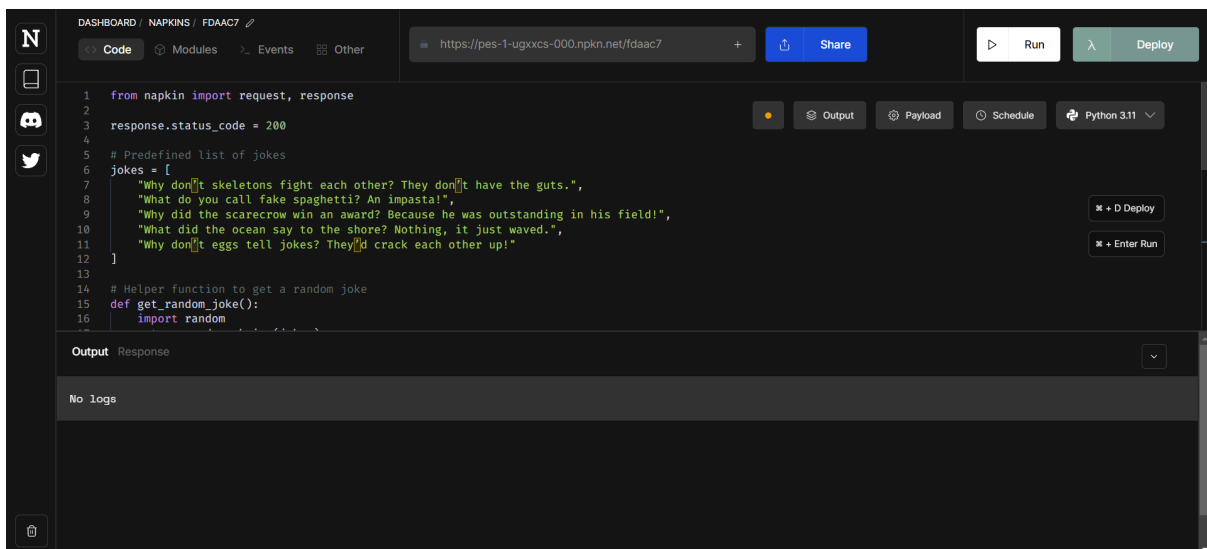 DASHBOARD / NAPKINS / FDAAC7
N
<> Code Modules >_ Events Other
https://pes-1-ugxxcs-000.npkn.net/fdaac7 +
Share
Run
λ Deploy
Output Payload Schedule Python 3.11
1 from napkin import request, response
2
3 response.status_code = 200
4
5 # Predefined list of jokes
6 jokes = [
7 "Why don’t skeletons fight each other? They don’t have the guts.",
8 "What do you call fake spaghetti? An impasta!",
9 "Why did the scarecrow win an award? Because he was outstanding in his field!",
10 "What did the ocean say to the shore? Nothing, it just waved.",
11 "Why don’t eggs tell jokes? They’d crack each other up!"
12 ]
13
14 # Helper function to get a random joke
15 def get_random_joke():
16 import random
⌘ + D Deploy
⌘ + Enter Run
Output Response
No logs